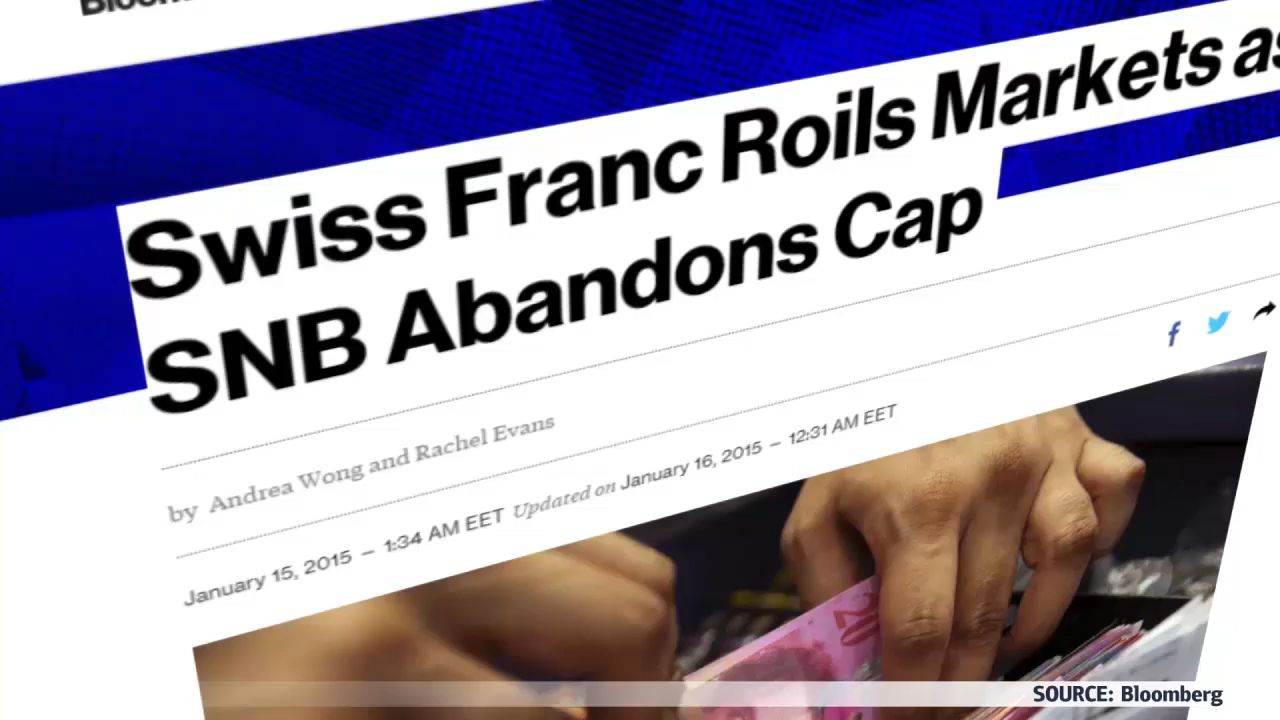 Swiss Franc Roils Markets as
SNB Abandons Cap
by Andrea Wong and Rachel Evans
January 15, 2015 — 1:34 AM EET Updated on January 16, 2015 — 12:31 AM EET
20
SOURCE: Bloomberg